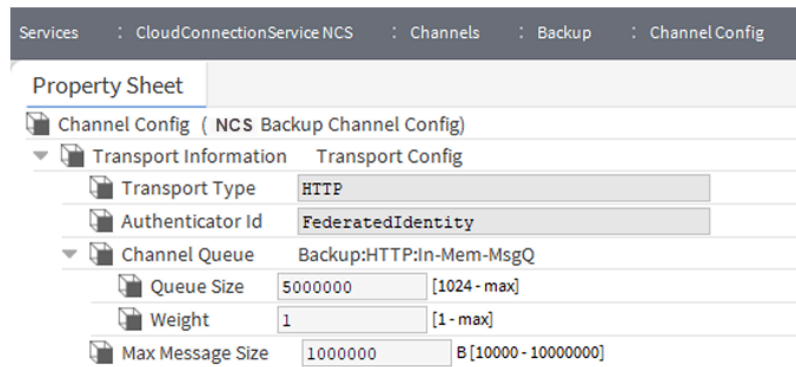 Services : CloudConnectionService NCS : Channels : Backup : Channel Config
Property Sheet
Channel Config ( NCS Backup Channel Config)
Transport Information Transport Config
Transport Type HTTP
Authenticator Id FederatedIdentity
Channel Queue Backup:HTTP:In-Mem-MsgQ
Queue Size 5000000 [1024 - max]
Weight 1 [1 - max]
Max Message Size 1000000 B [10000 - 10000000]